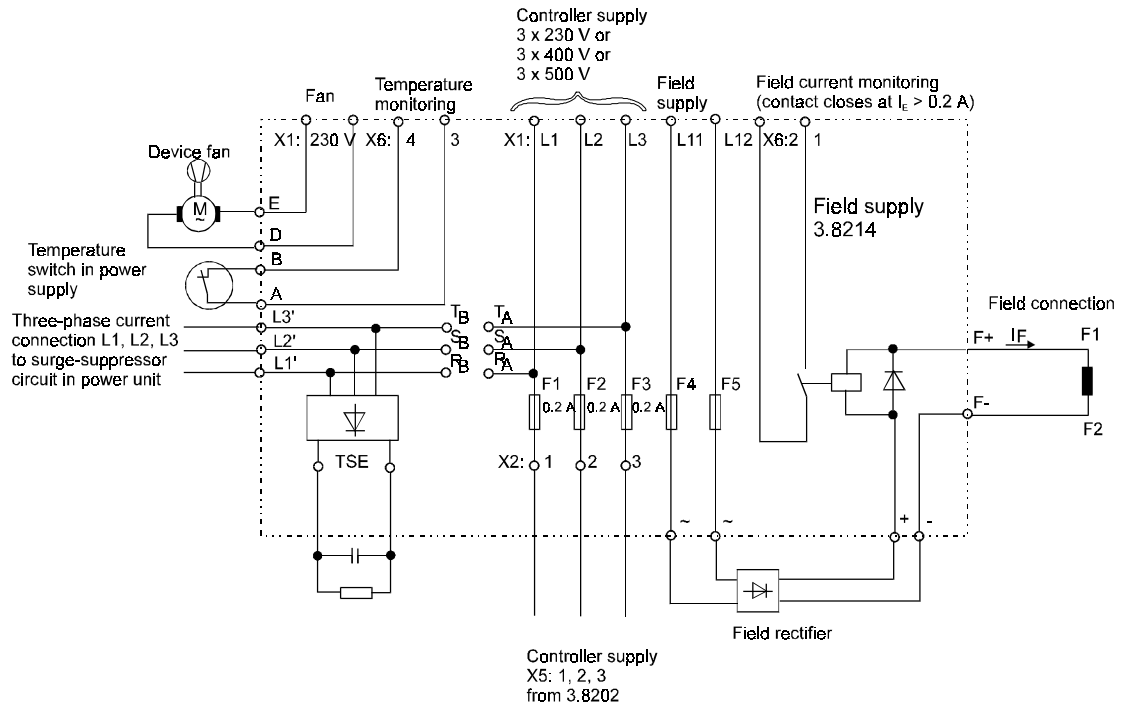 Controller supply
3 x 230 V or
3 x 400 V or
3 x 500 V
Fan
Temperature
monitoring
Field
supply
Field current monitoring
(contact closes at IE > 0.2 A)
X1: 230 V X6: 4 3 X1: L1 L2 L3 L11 L12 X6:2 1
Device fan
M
~
E
D
B
A
Field supply
3.8214
Temperature
switch in power
supply
Three-phase current
connection L1, L2, L3
to surge-suppressor
circuit in power unit
L3'
L2'
L1'
TB TA
SB SA
RB RA
Field connection
F+ IF F1
F-
F2
F1 F2 F3 F4 F5
0.2 A 0.2 A 0.2 A
TSE
X2: 1 2 3
~ ~ + -
Field rectifier
Controller supply
X5: 1, 2, 3
from 3.8202